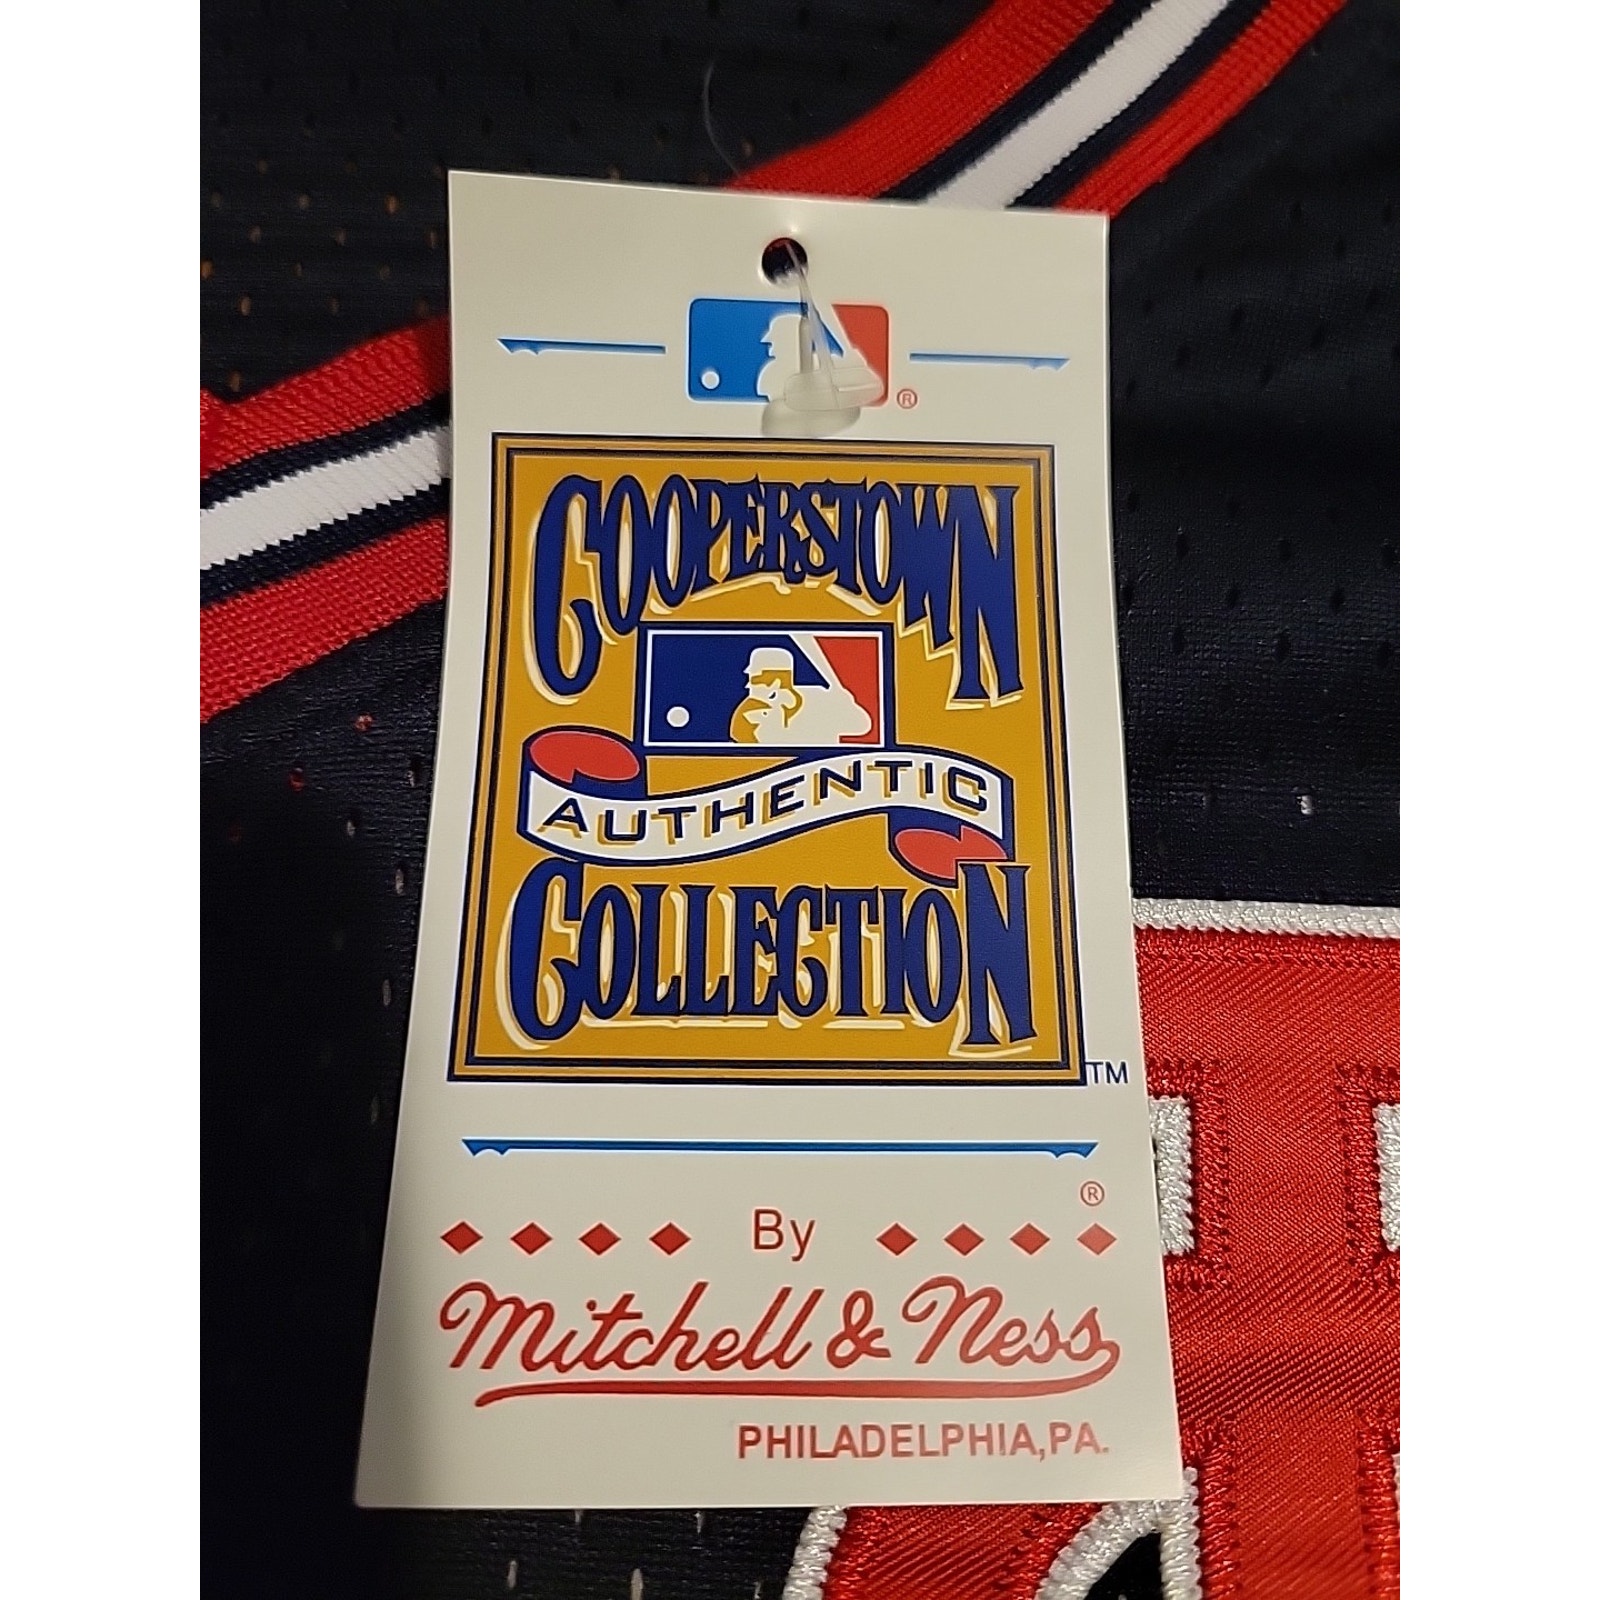 ®
COOPERSTOWN
AUTHENTIC
COLLECTION
TM
®
By
Mitchell & Ness
PHILADELPHIA,PA.